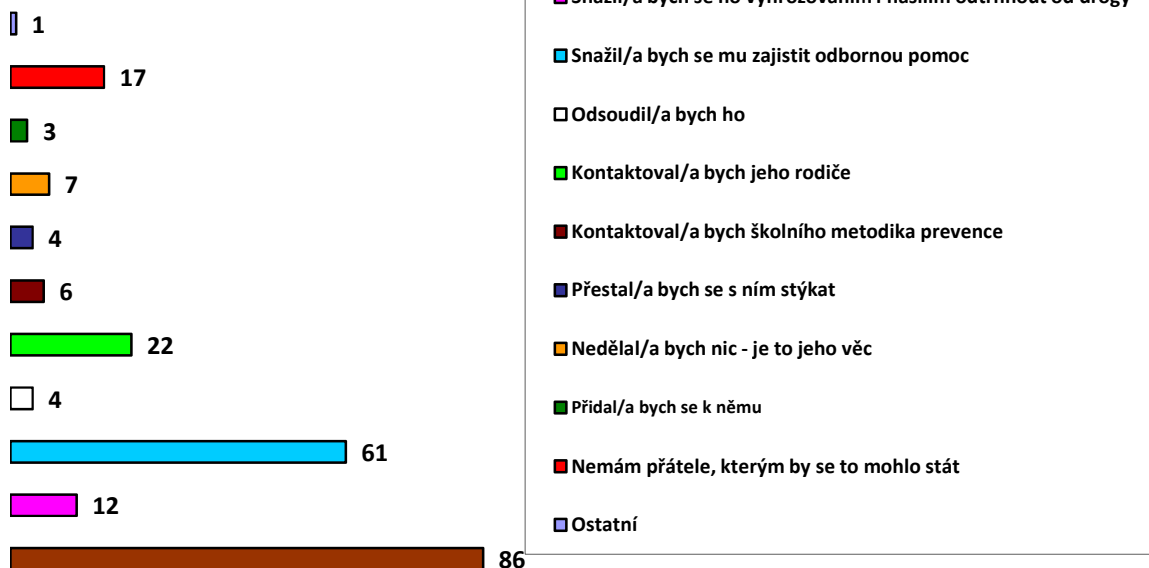 1
17
3
7
4
6
22
4
61
12
86
Snažil/a bych se mu zajistit odbornou pomoc
Odsoudil/a bych ho
Kontaktoval/a bych jeho rodiče
Kontaktoval/a bych školního metodika prevence
Přestal/a bych se s ním stýkat
Nedělal/a bych nic - je to jeho věc
Přidal/a bych se k němu
Nemám přátele, kterým by se to mohlo stát
Ostatní